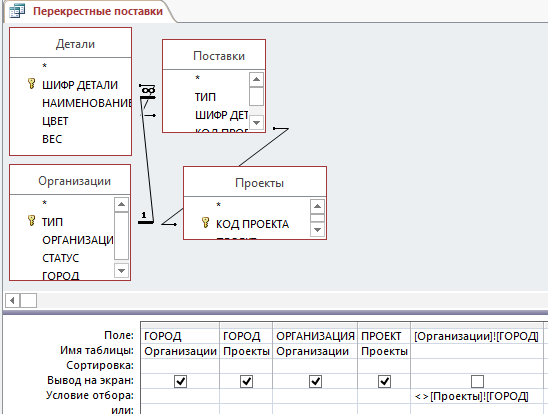 Перекрестные поставки
Детали
*
ШИФР ДЕТАЛИ
НАИМЕНОВАНИЕ
ЦВЕТ
ВЕС
Поставки
*
ТИП
ШИФР ДЕТ
КОД ПРОЕ
∞
1
Организации
*
ТИП
ОРГАНИЗАЦИ
СТАТУС
ГОРОД
Проекты
*
КОД ПРОЕКТА
ПРОЕКТ
Поле: ГОРОД ГОРОД ОРГАНИЗАЦИЯ ПРОЕКТ [Организации]![ГОРОД]
Имя таблицы: Организации Проекты Организации Проекты
Сортировка:
Вывод на экран:
Условие отбора: <>[Проекты]![ГОРОД]
или: